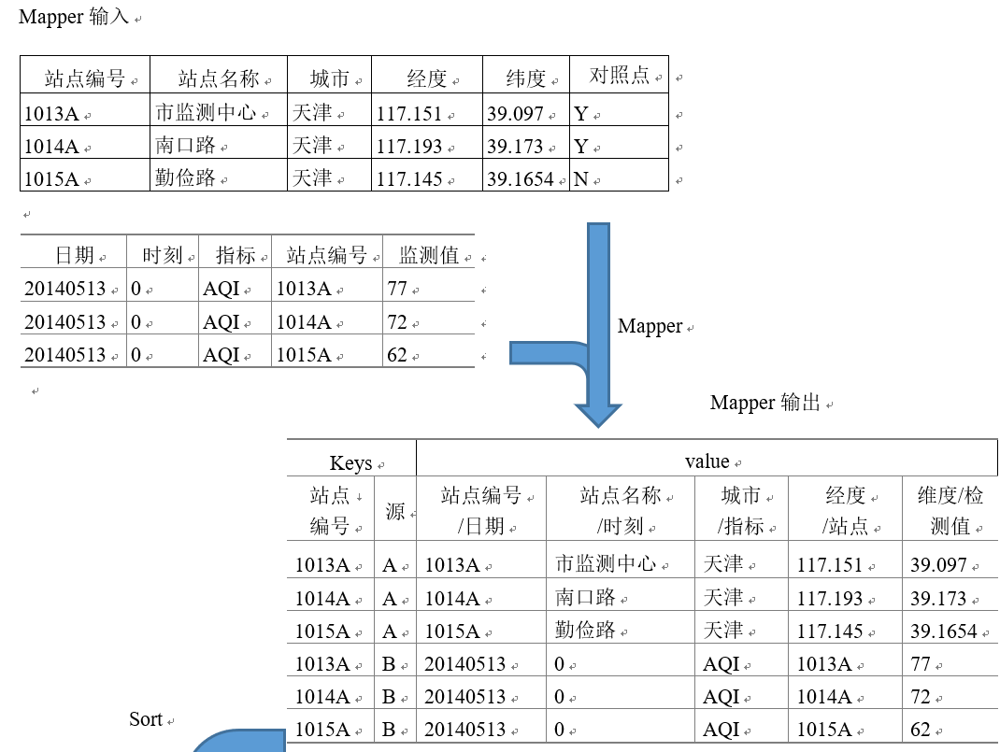 Mapper 输入
站点编号 站点名称 城市 经度 纬度 对照点
1013A 市监测中心 天津 117.151 39.097 Y
1014A 南口路 天津 117.193 39.173 Y
1015A 勤俭路 天津 117.145 39.1654 N
日期 时刻 指标 站点编号 监测值
20140513 0 AQI 1013A 77
20140513 0 AQI 1014A 72
20140513 0 AQI 1015A 62
Mapper
Mapper 输出
Keys value
站点 源 站点编号 站点名称 城市 经度 维度/检
编号 /日期 /时刻 /指标 /站点 测值
1013A A 1013A 市监测中心 天津 117.151 39.097
1014A A 1014A 南口路 天津 117.193 39.173
1015A A 1015A 勤俭路 天津 117.145 39.1654
1013A B 20140513 0 AQI 1013A 77
1014A B 20140513 0 AQI 1014A 72
1015A B 20140513 0 AQI 1015A 62
Sort